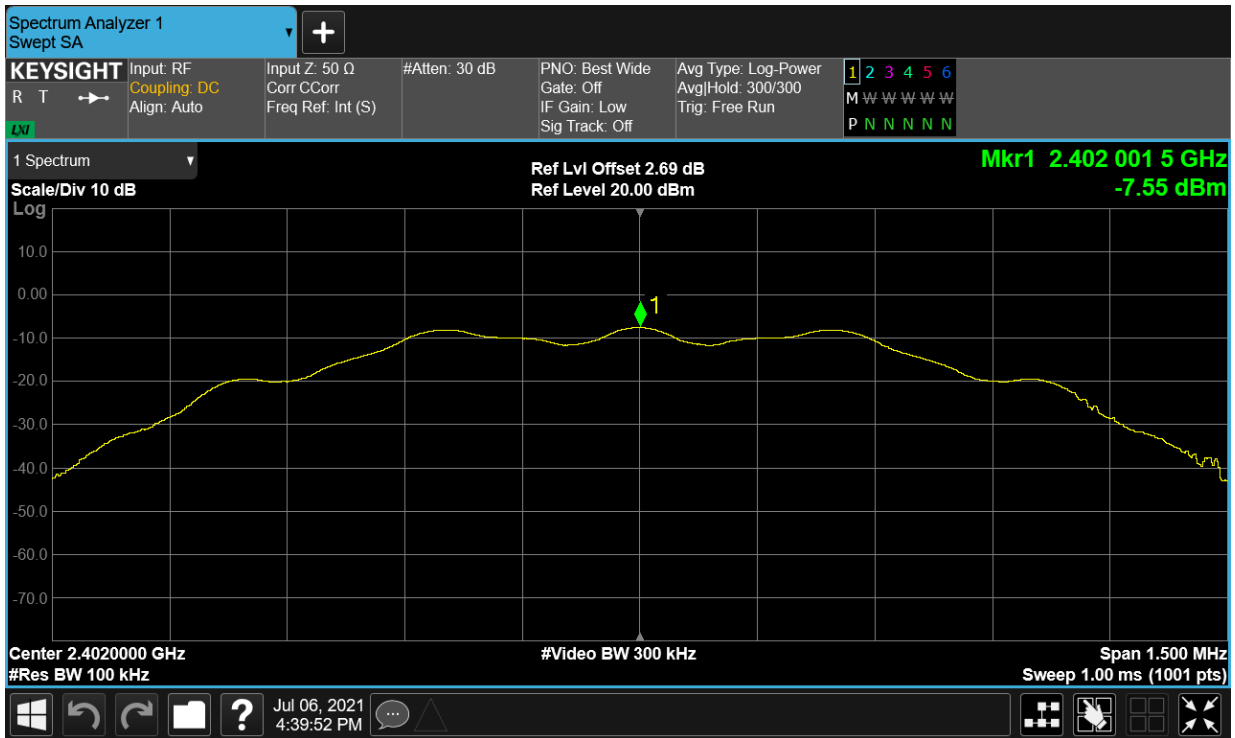 Spectrum Analyzer 1
Swept SA
+
KEYSIGHT
R T
LXI
Input: RF
Coupling: DC
Align: Auto
Input Z: 50 Ω
Corr CCorr
Freq Ref: Int (S)
#Atten: 30 dB
PNO: Best Wide
Gate: Off
IF Gain: Low
Sig Track: Off
Avg Type: Log-Power
Avg|Hold: 300/300
Trig: Free Run
1 2 3 4 5 6
M W W W W W
P N N N N N
1 Spectrum
Scale/Div 10 dB
Log
Ref Lvl Offset 2.69 dB
Ref Level 20.00 dBm
Mkr1 2.402 001 5 GHz
-7.55 dBm
10.0
0.00
-10.0
-20.0
-30.0
-40.0
-50.0
-60.0
-70.0
1
Center 2.4020000 GHz
#Res BW 100 kHz
#Video BW 300 kHz
Span 1.500 MHz
Sweep 1.00 ms (1001 pts)
?
Jul 06, 2021
4:39:52 PM